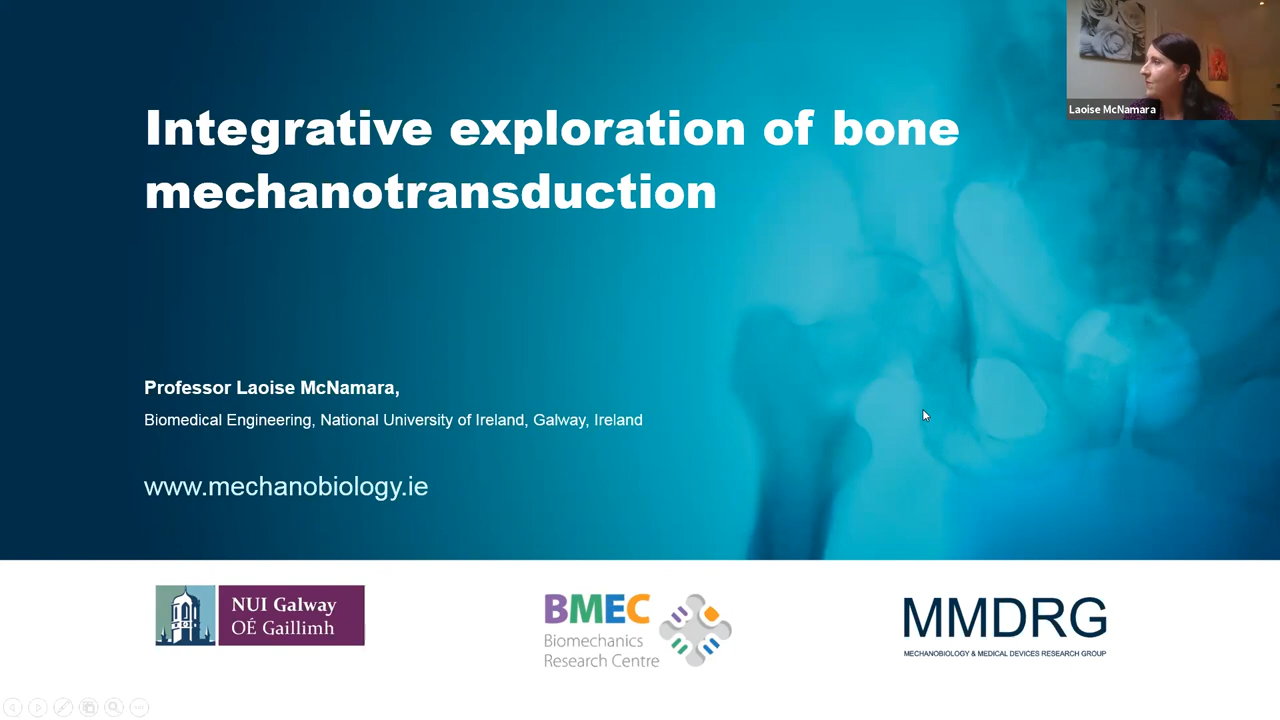 Laoise McNamara
Integrative exploration of bone
mechanotransduction
Professor Laoise McNamara,
Biomedical Engineering, National University of Ireland, Galway, Ireland
www.mechanobiology.ie
NUI Galway
OÉ Gaillimh
BMEC
Biomechanics
Research Centre
MMDRG
MECHANOBIOLOGY & MEDICAL DEVICES RESEARCH GROUP